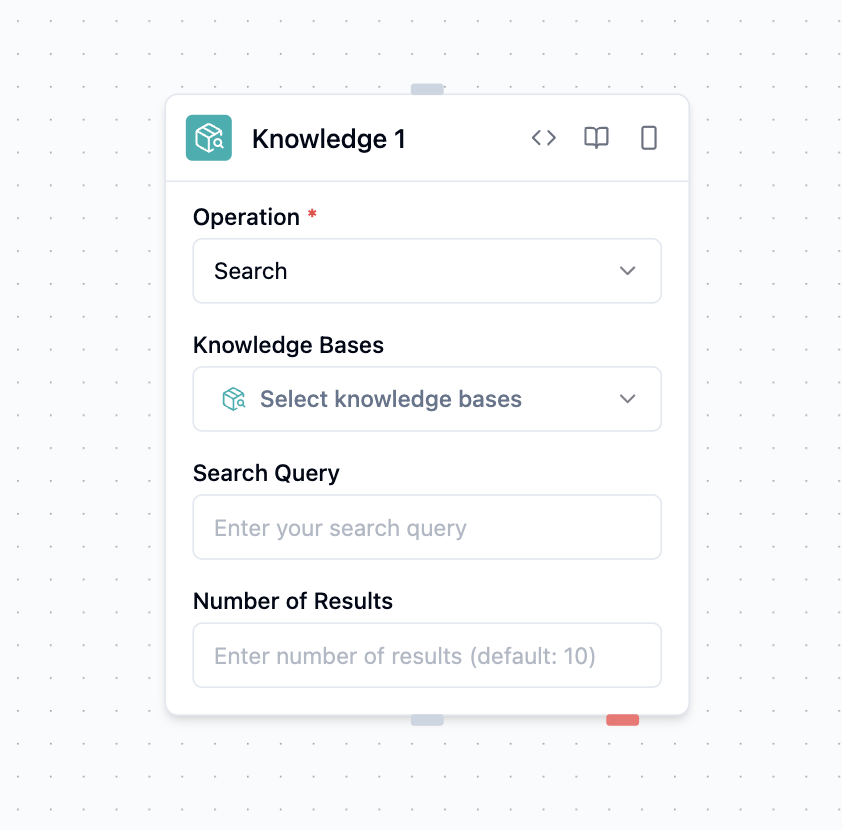 Knowledge 1
Operation *
Search
Knowledge Bases
Select knowledge bases
Search Query
Enter your search query
Number of Results
Enter number of results (default: 10)